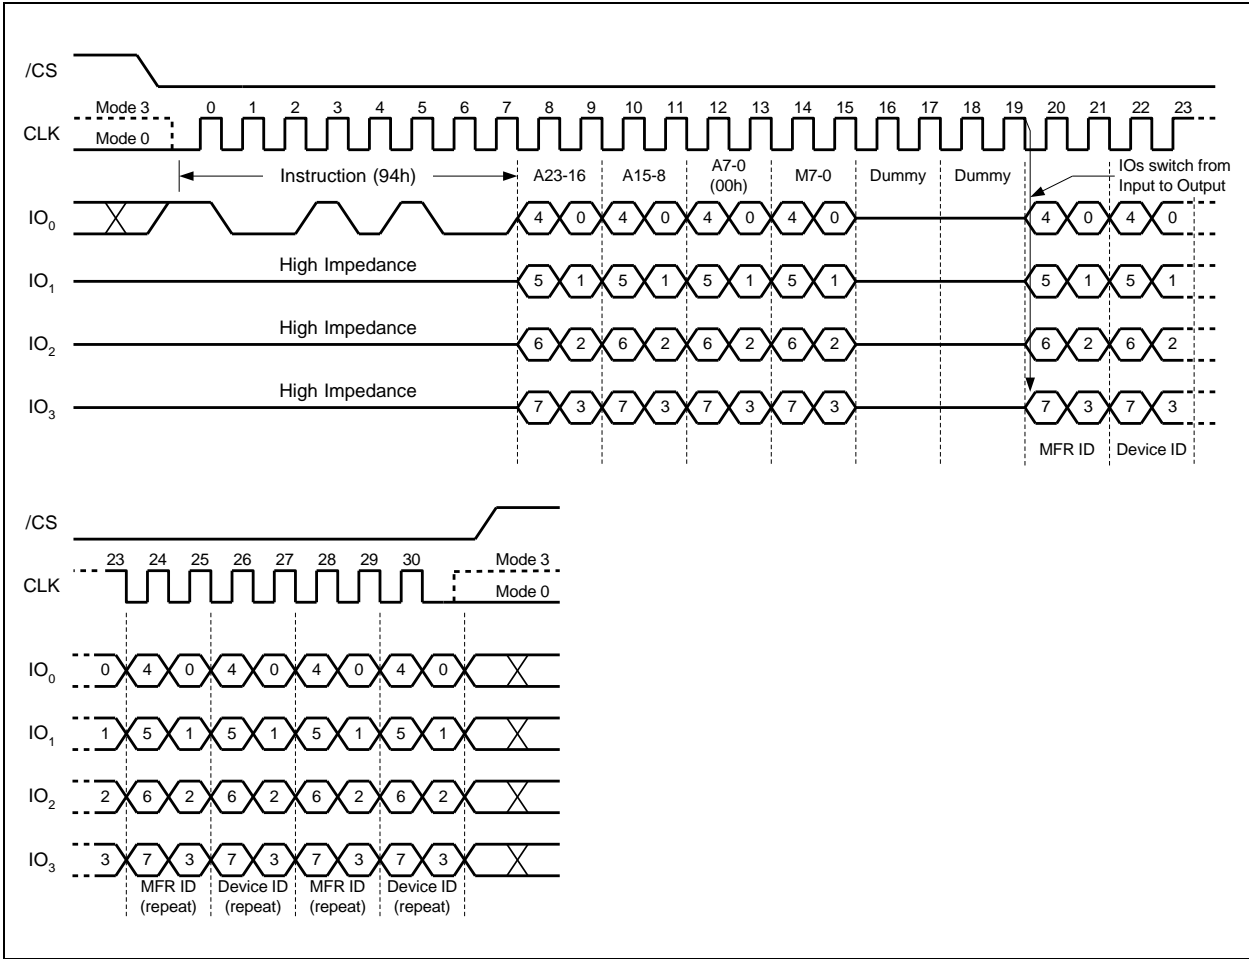 /CS
Mode 3 0 1 2 3 4 5 6 7 8 9 10 11 12 13 14 15 16 17 18 19 20 21 22 23
CLK
Mode 0
Instruction (94h) A23-16 A15-8 A7-0 (00h) M7-0 Dummy Dummy
IOs switch from
Input to Output
IO0 4 0 4 0 4 0 4 0 4 0 4 0
High Impedance
IO1 5 1 5 1 5 1 5 1 5 1 5 1
High Impedance
IO2 6 2 6 2 6 2 6 2 6 2 6 2
High Impedance
IO3 7 3 7 3 7 3 7 3 7 3 7 3
MFR ID Device ID
/CS
23 24 25 26 27 28 29 30 Mode 3
CLK
Mode 0
IO0 0 4 0 4 0 4 0 4 0
IO1 1 5 1 5 1 5 1 5 1
IO2 2 6 2 6 2 6 2 6 2
IO3 3 7 3 7 3 7 3 7 3
MFR ID Device ID MFR ID Device ID
(repeat) (repeat) (repeat) (repeat)